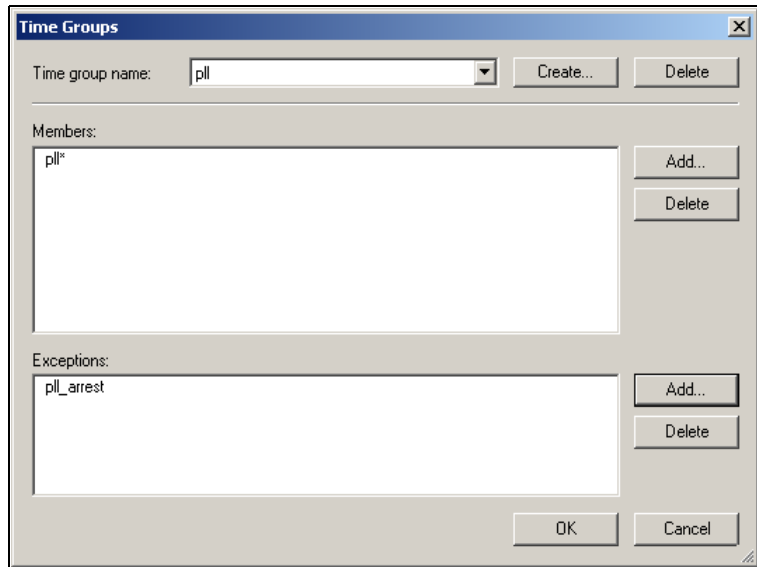 Time Groups
Time group name: pll Create... Delete
Members:
pll*
Add...
Delete
Exceptions:
pll_arrest
Add...
Delete
OK Cancel